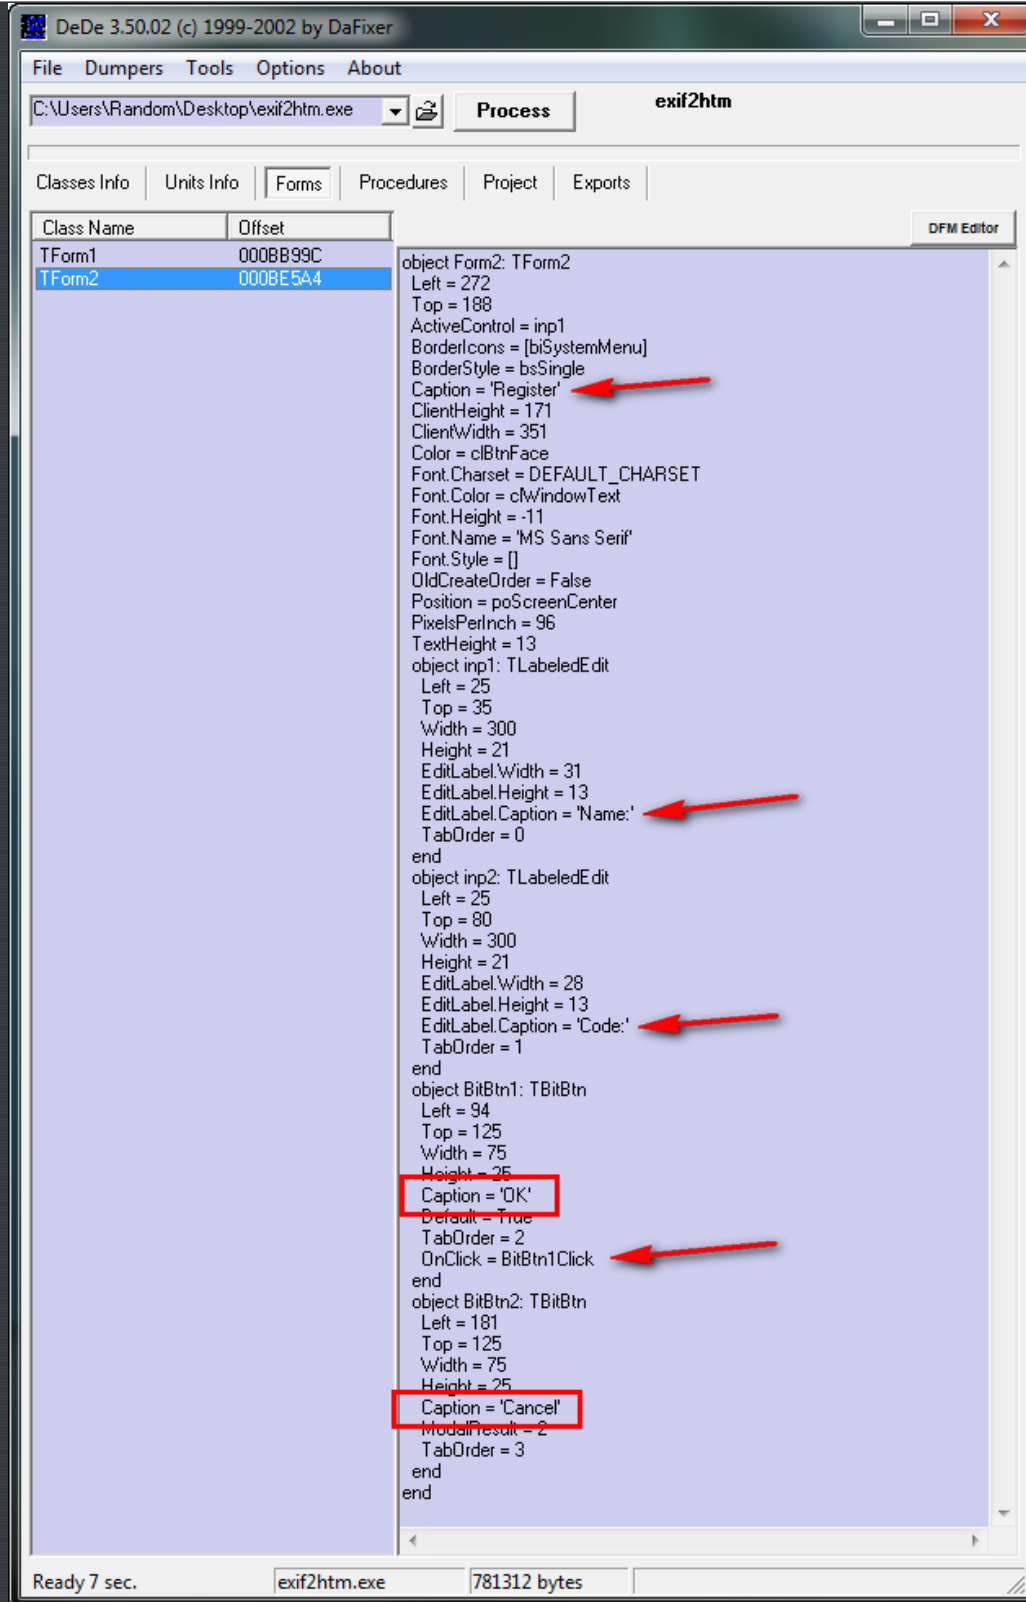 DeDe 3.50.02 (c) 1999-2002 by DaFixer
File Dumpers Tools Options About
C:\Users\Random\Desktop\exif2htm.exe Process exif2htm
Classes Info Units Info Forms Procedures Project Exports
Class Name Offset DFM Editor
TForm1 000BB99C
TForm2 000BE5A4
object Form2: TForm2
Left = 272
Top = 188
ActiveControl = inp1
BorderIcons = [biSystemMenu]
BorderStyle = bsSingle
Caption = 'Register'
ClientHeight = 171
ClientWidth = 351
Color = clBtnFace
Font.Charset = DEFAULT_CHARSET
Font.Color = clWindowText
Font.Height = -11
Font.Name = 'MS Sans Serif'
Font.Style = []
OldCreateOrder = False
Position = poScreenCenter
PixelsPerInch = 96
TextHeight = 13
object inp1: TLabeledEdit
Left = 25
Top = 35
Width = 300
Height = 21
EditLabel.Width = 31
EditLabel.Height = 13
EditLabel.Caption = 'Name:'
TabOrder = 0
end
object inp2: TLabeledEdit
Left = 25
Top = 80
Width = 300
Height = 21
EditLabel.Width = 28
EditLabel.Height = 13
EditLabel.Caption = 'Code:'
TabOrder = 1
end
object BitBtn1: TBitBtn
Left = 94
Top = 125
Width = 75
Height = 25
Caption = 'OK'
Default = True
TabOrder = 2
OnClick = BitBtn1Click
end
object BitBtn2: TBitBtn
Left = 181
Top = 125
Width = 75
Height = 25
Caption = 'Cancel'
ModalResult = 2
TabOrder = 3
end
end
Ready 7 sec. exif2htm.exe 781312 bytes